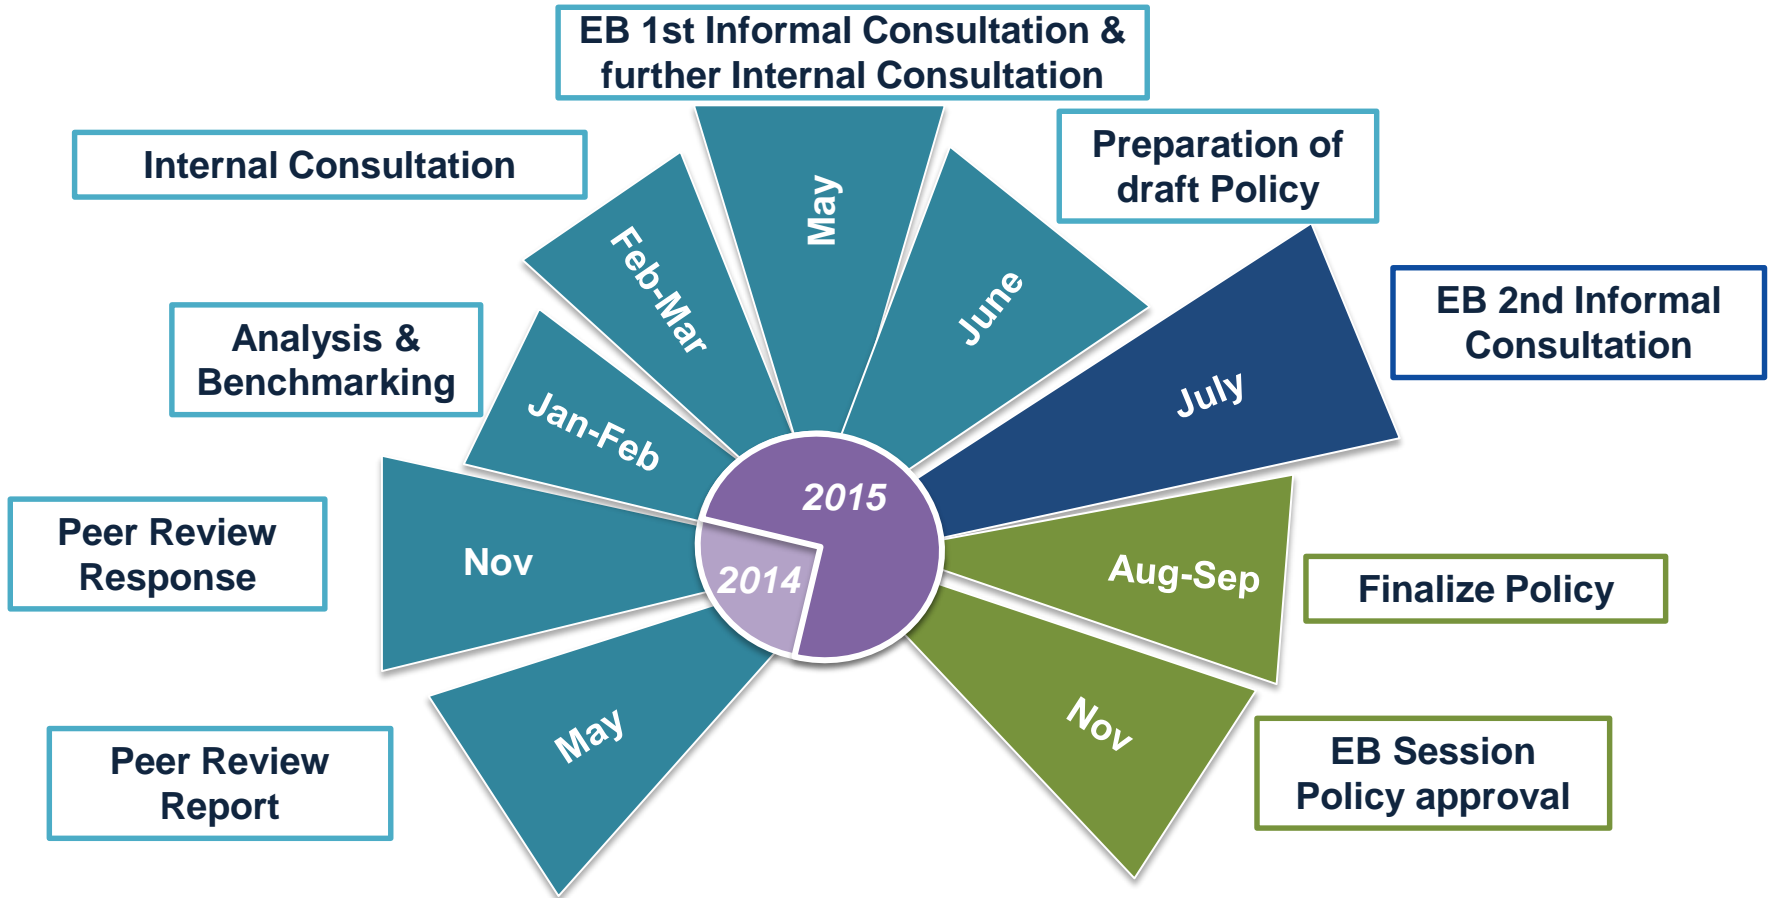 EB 1st Informal Consultation &
further Internal Consultation
Internal Consultation
Preparation of
draft Policy
Analysis &
Benchmarking
EB 2nd Informal
Consultation
Peer Review
Response
Finalize Policy
Peer Review
Report
EB Session
Policy approval
May
Nov
Jan-Feb
Feb-Mar
May
June
July
Aug-Sep
Nov
2014
2015